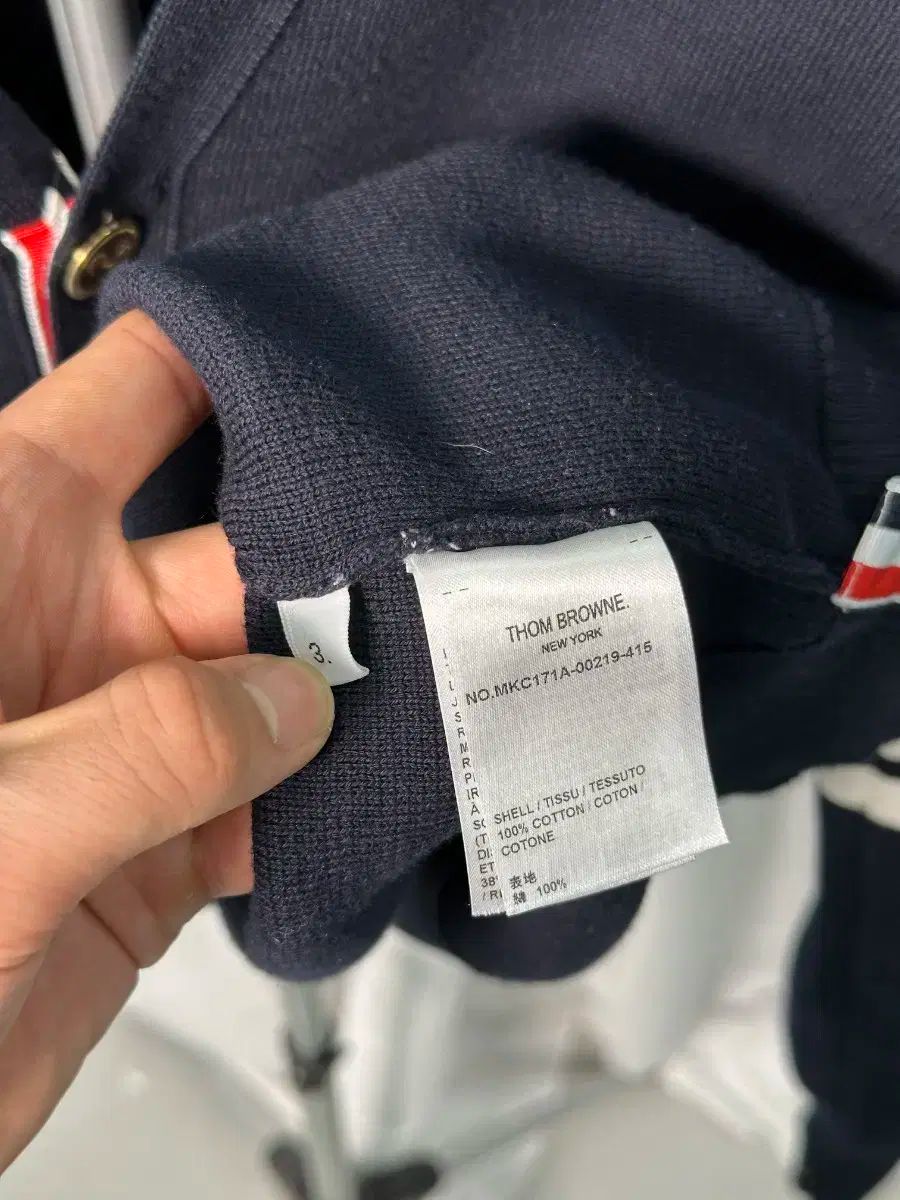 3.
THOM BROWNE.
NEW YORK
NO.MKC171A-00219-415
SHELL / TISSU / TESSUTO
100% COTTON / COTON /
COTONE
表地
綿 100%